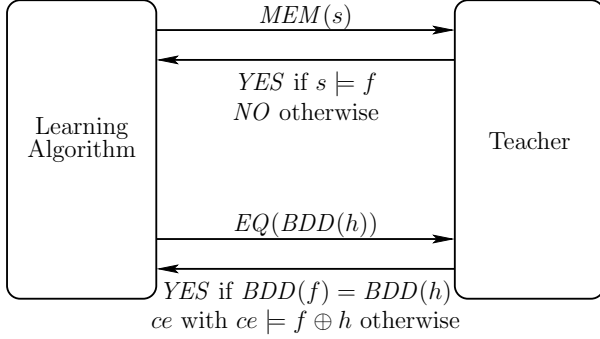 MEM(s)
YES if s ⊨ f
NO otherwise
Learning
Algorithm
Teacher
EQ(BDD(h))
YES if BDD(f) = BDD(h)
ce with ce ⊨ f ⊕ h otherwise